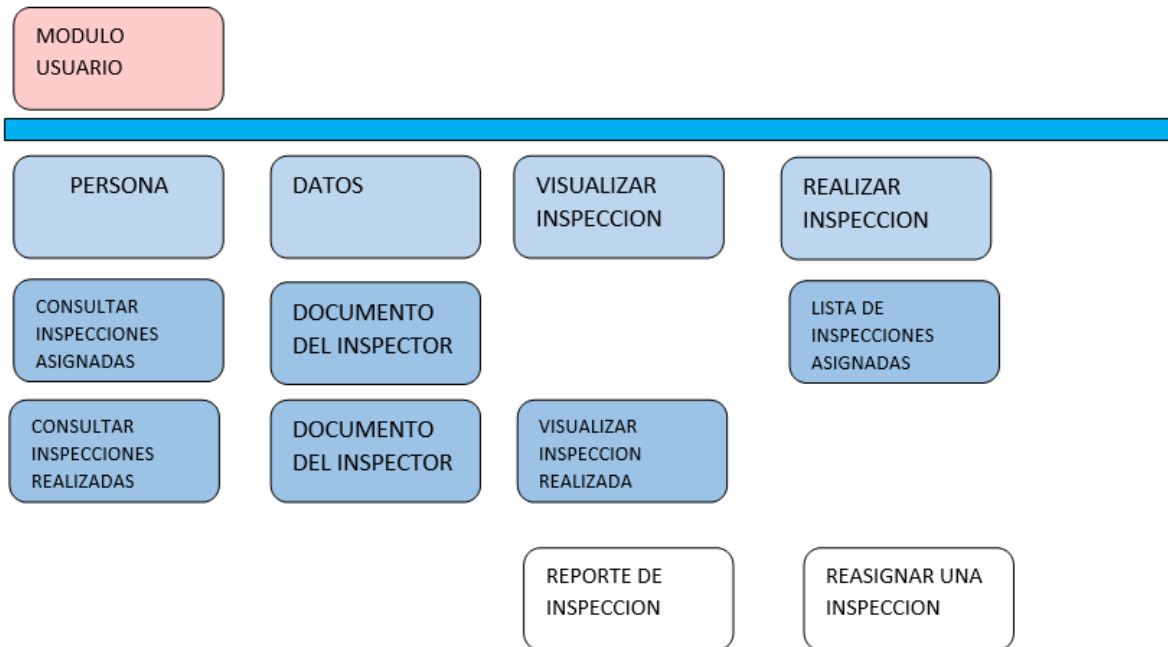 MODULO
USUARIO
PERSONA
DATOS
VISUALIZAR
INSPECCION
REALIZAR
INSPECCION
CONSULTAR
INSPECCIONES
ASIGNADAS
DOCUMENTO
DEL INSPECTOR
LISTA DE
INSPECCIONES
ASIGNADAS
CONSULTAR
INSPECCIONES
REALIZADAS
DOCUMENTO
DEL INSPECTOR
VISUALIZAR
INSPECCION
REALIZADA
REPORTE DE
INSPECCION
REASIGNAR UNA
INSPECCION